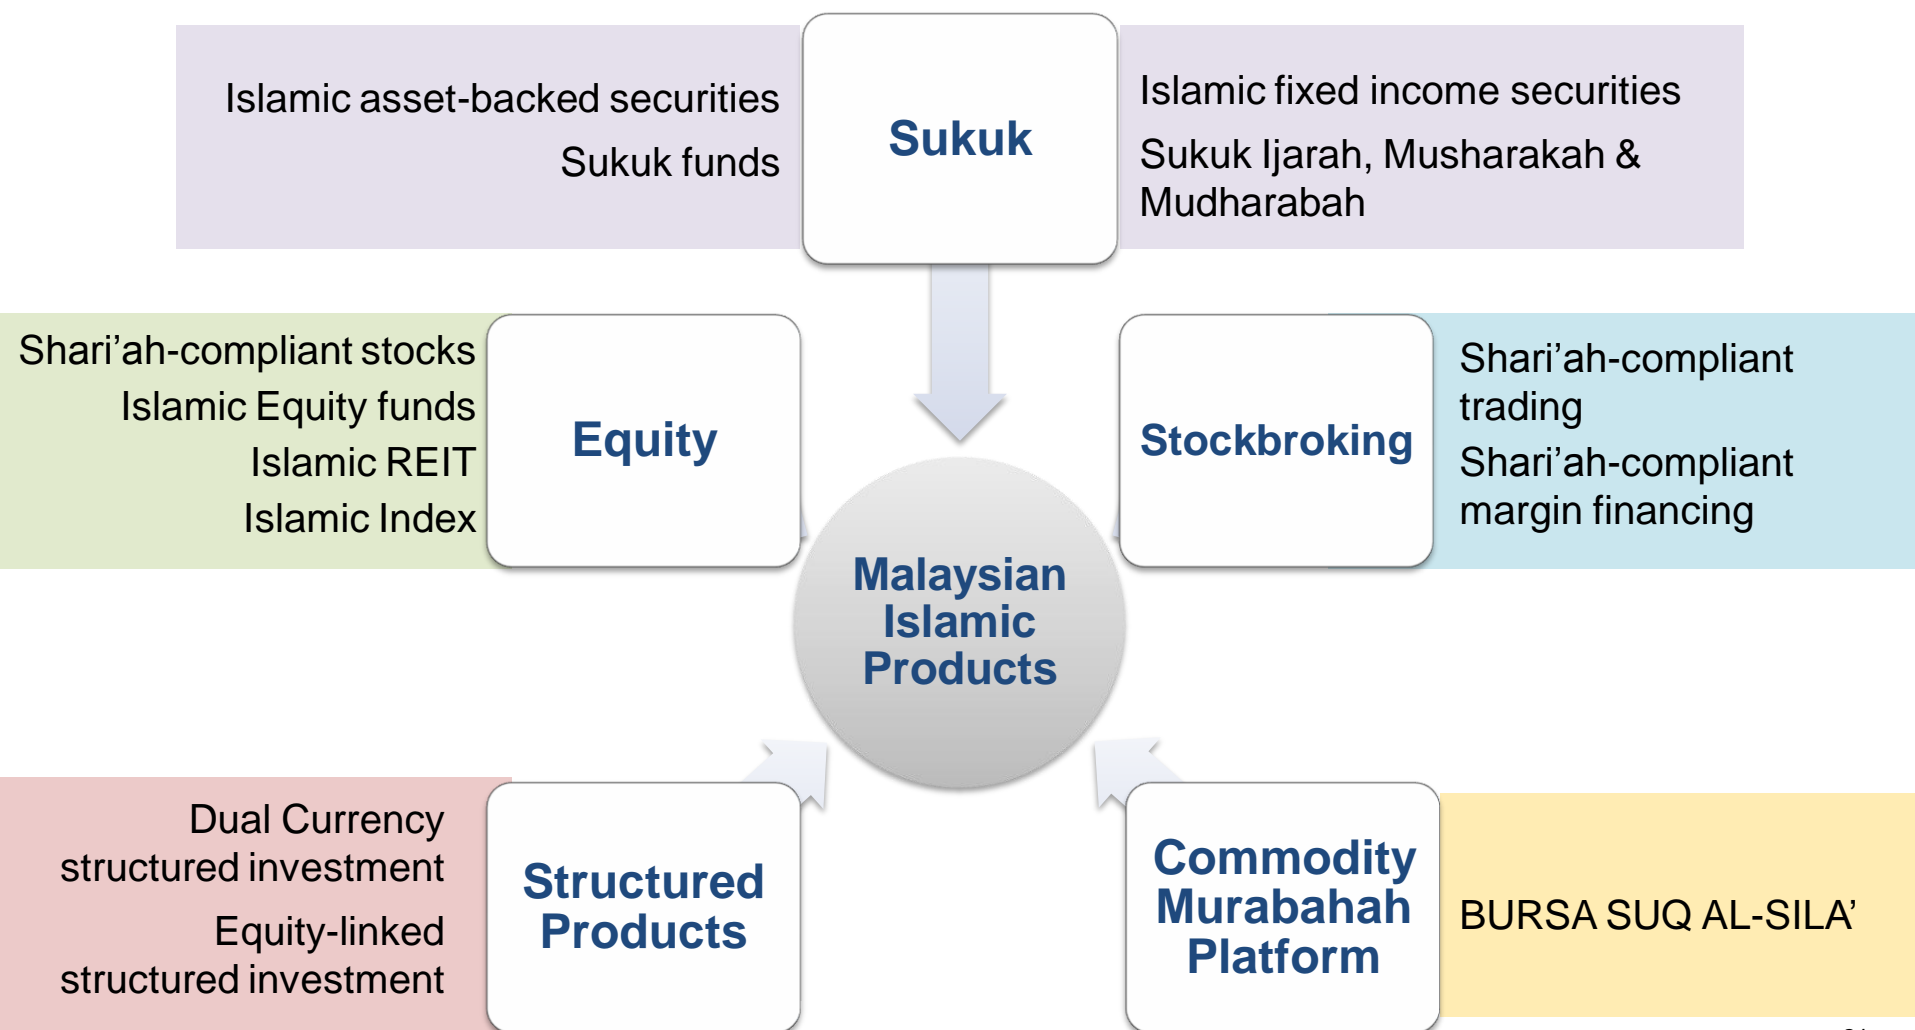 Islamic asset-backed securities
Sukuk funds
Sukuk
Islamic fixed income securities
Sukuk Ijarah, Musharakah &
Mudharabah
Shari’ah-compliant stocks
Islamic Equity funds
Islamic REIT
Islamic Index
Equity
Stockbroking
Shari’ah-compliant
trading
Shari’ah-compliant
margin financing
Malaysian
Islamic
Products
Dual Currency
structured investment
Equity-linked
structured investment
Structured
Products
Commodity
Murabahah
Platform
BURSA SUQ AL-SILA’